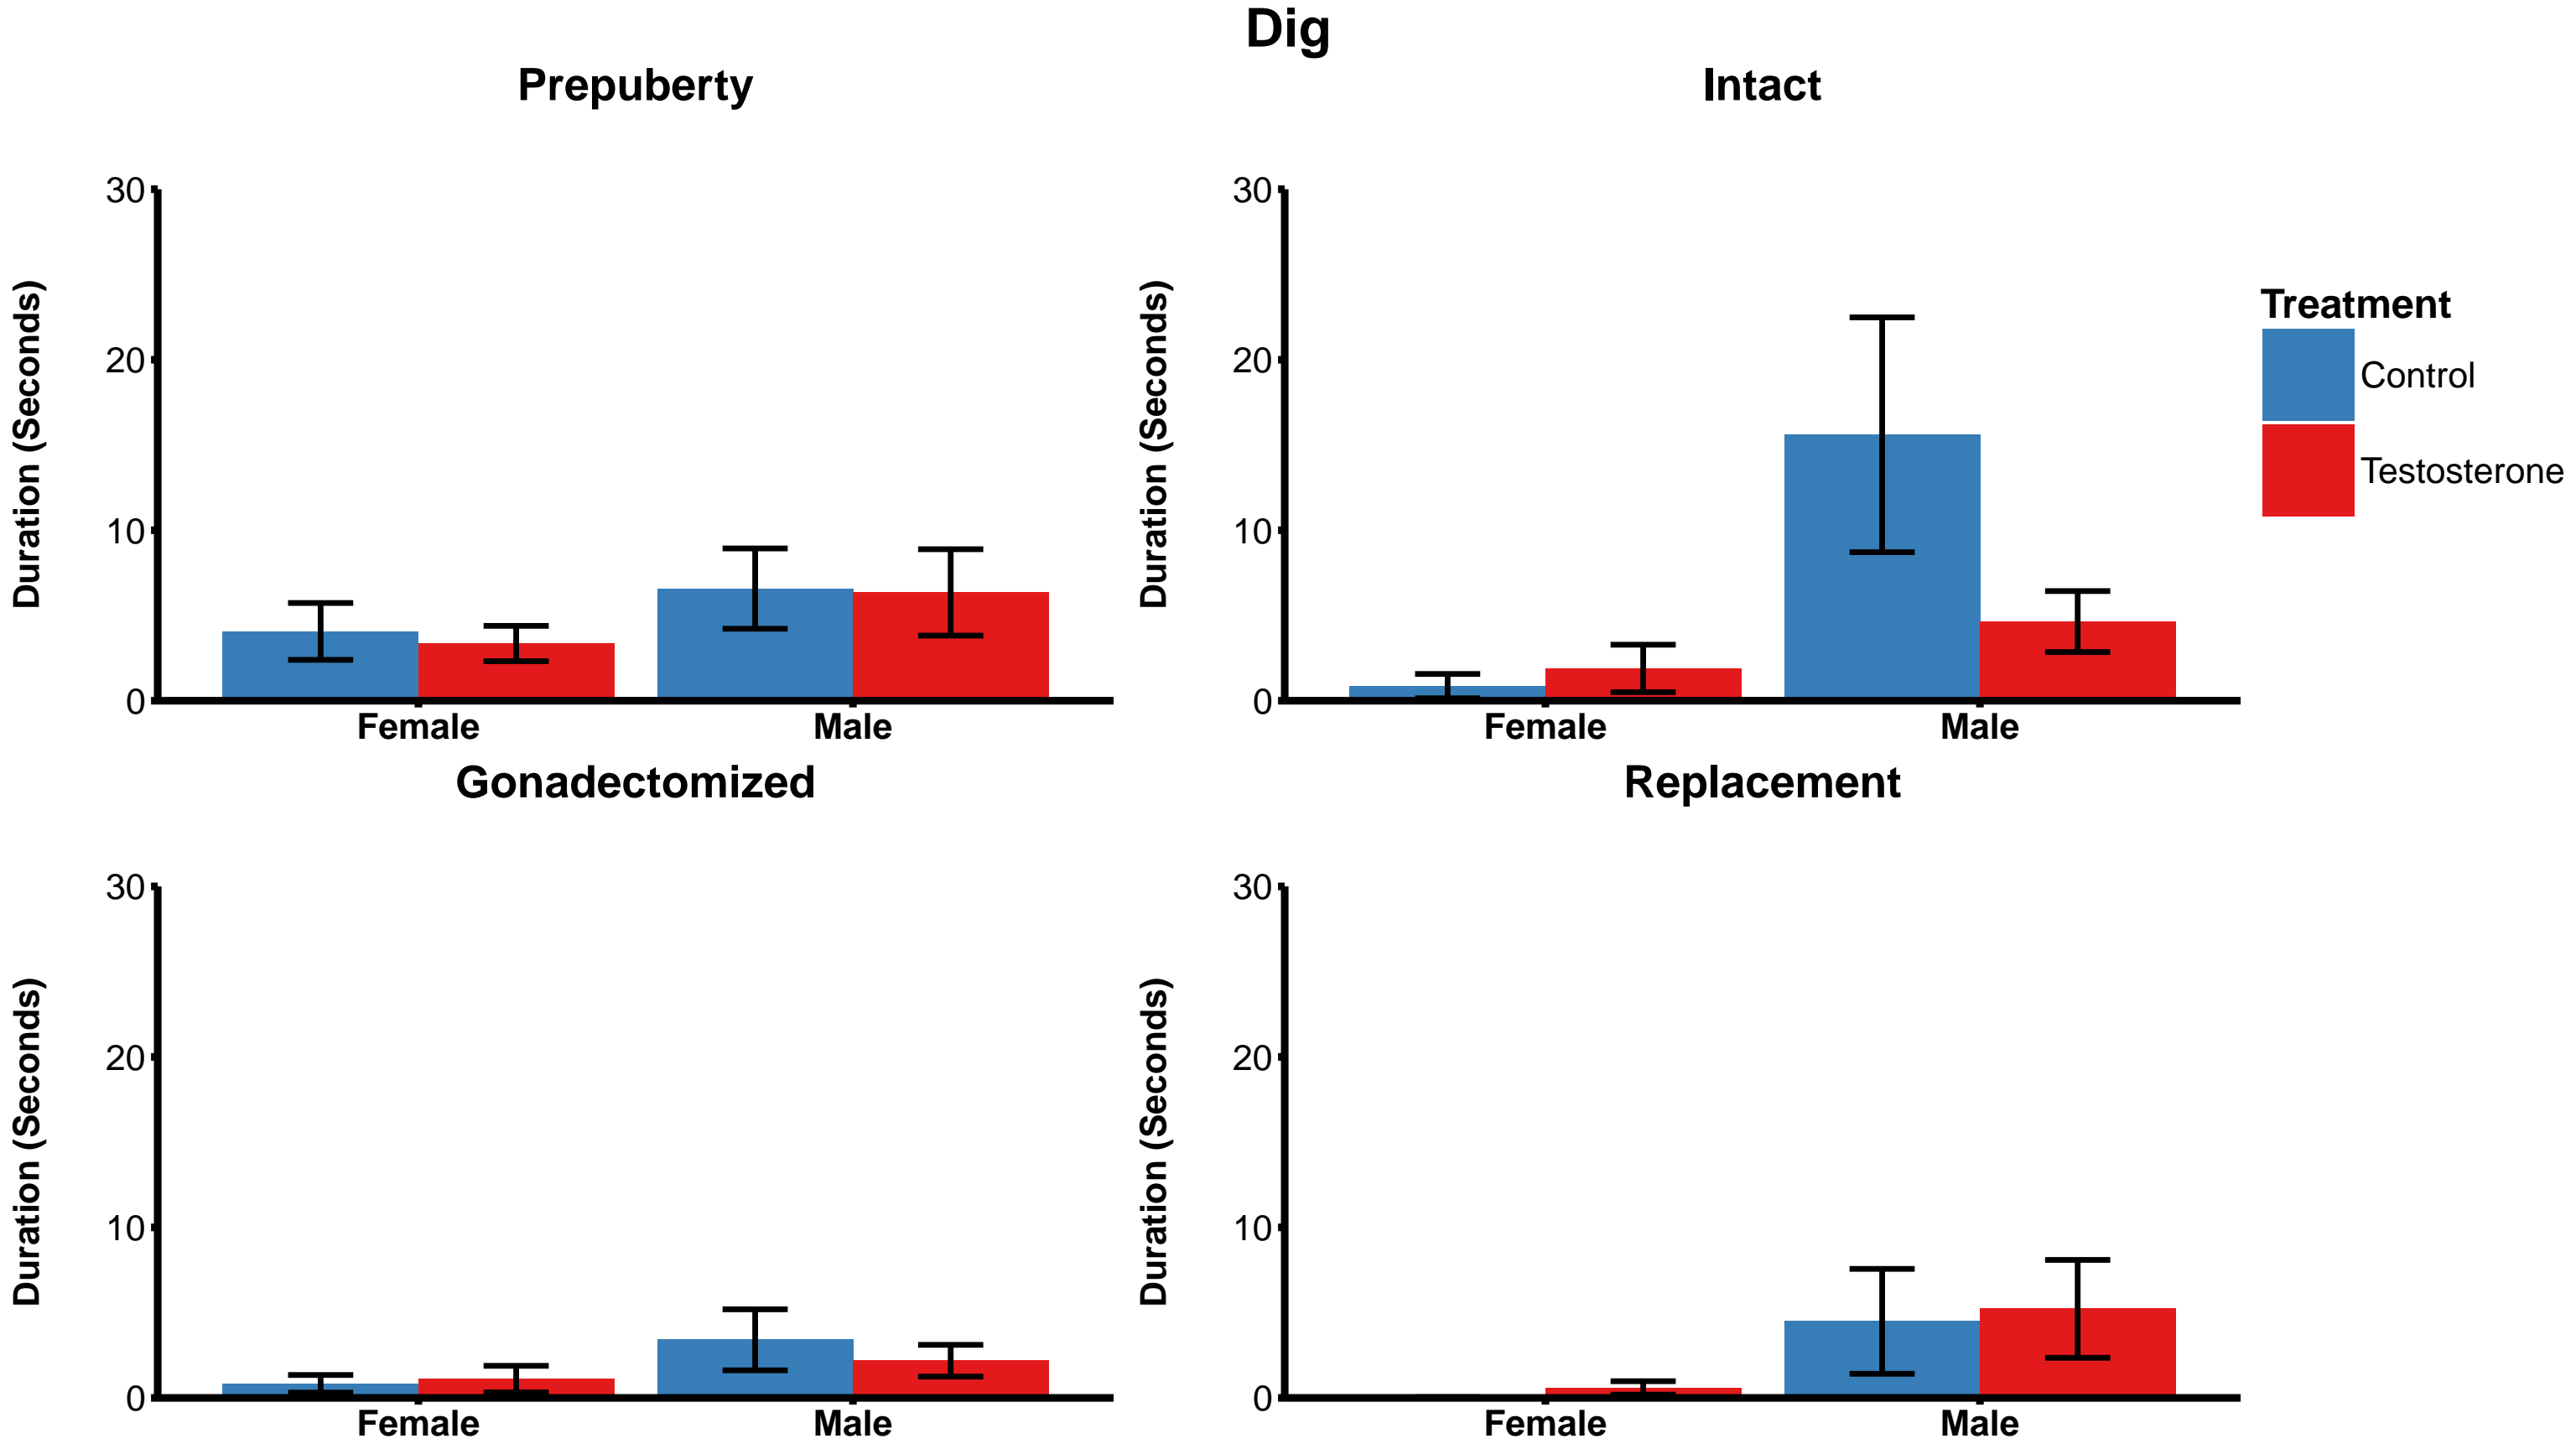 Dig
Prepuberty
Duration (Seconds)
30
20
10
0
Female Male
Intact
Duration (Seconds)
30
20
10
0
Female Male
Treatment
Control
Testosterone
Gonadectomized
Duration (Seconds)
30
20
10
0
Female Male
Replacement
Duration (Seconds)
30
20
10
0
Female Male